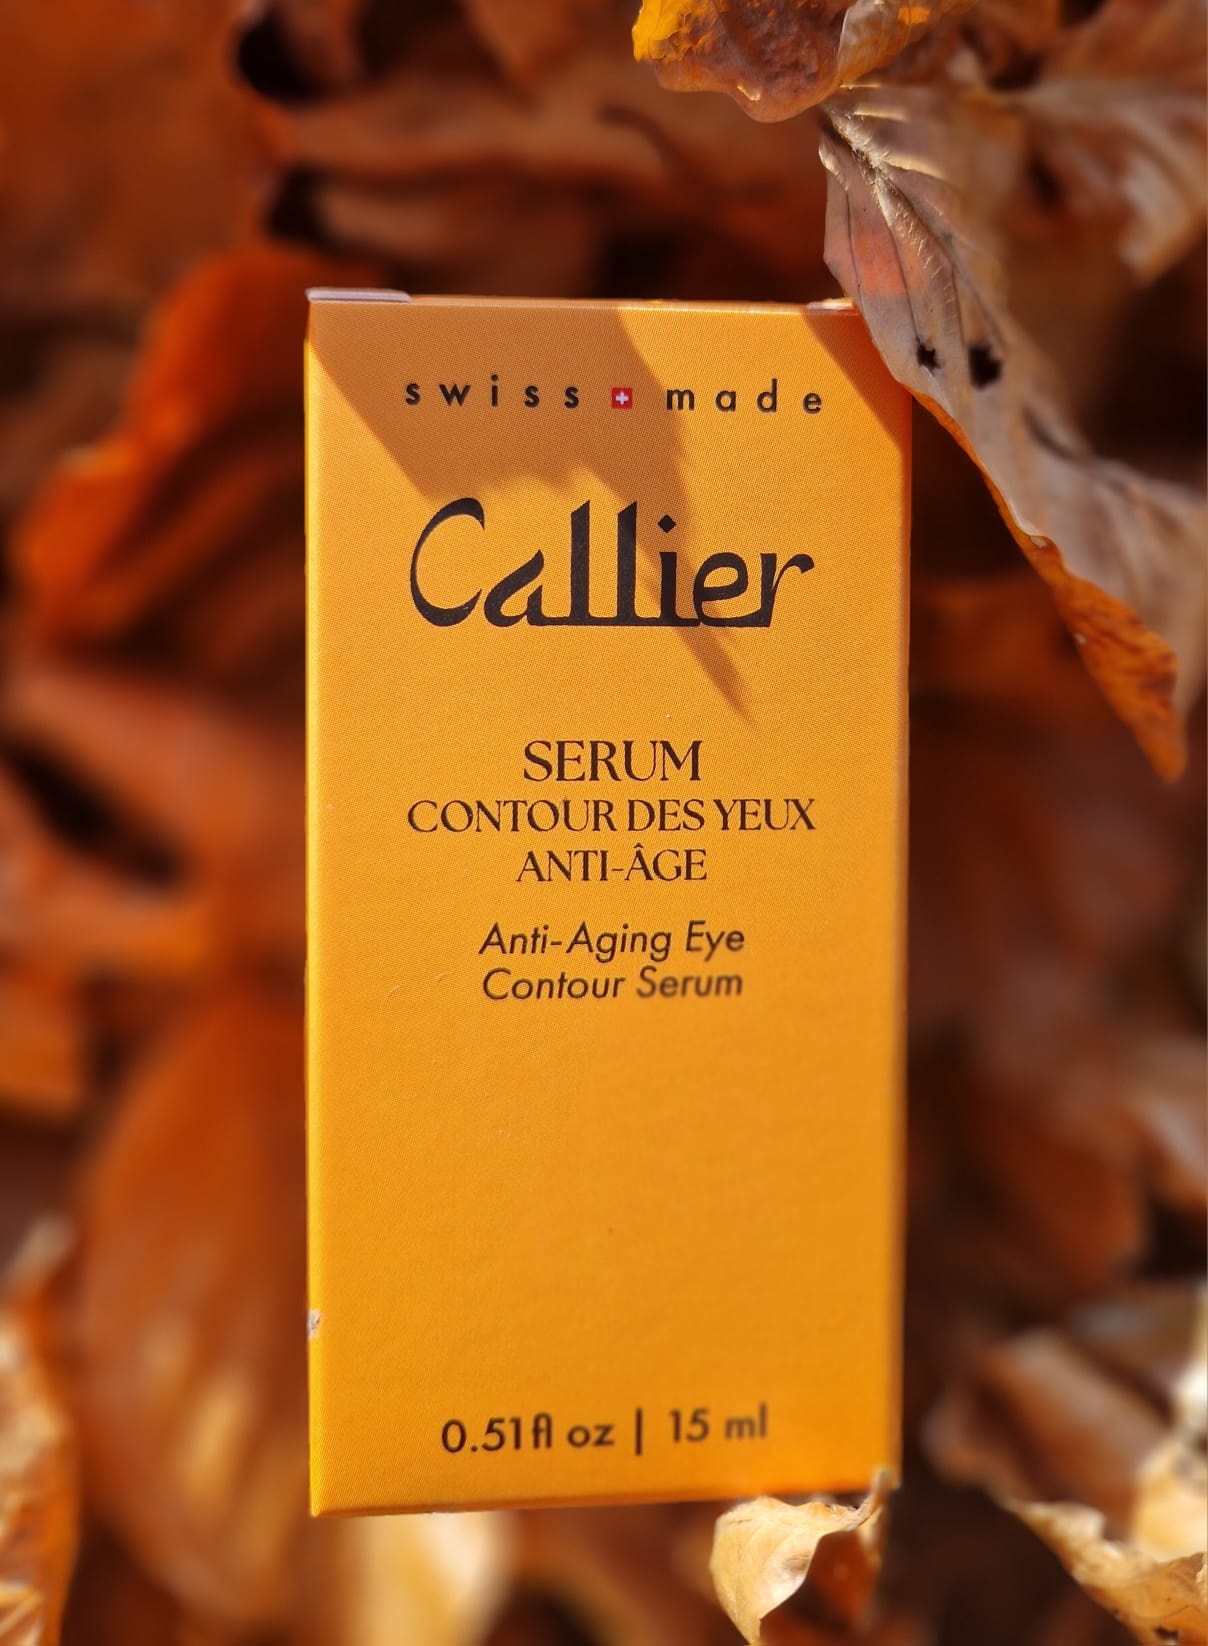 swiss made
Callier
SERUM
CONTOUR DES YEUX
ANTI-ÂGE
Anti-Aging Eye
Contour Serum
0.51fl oz | 15 ml